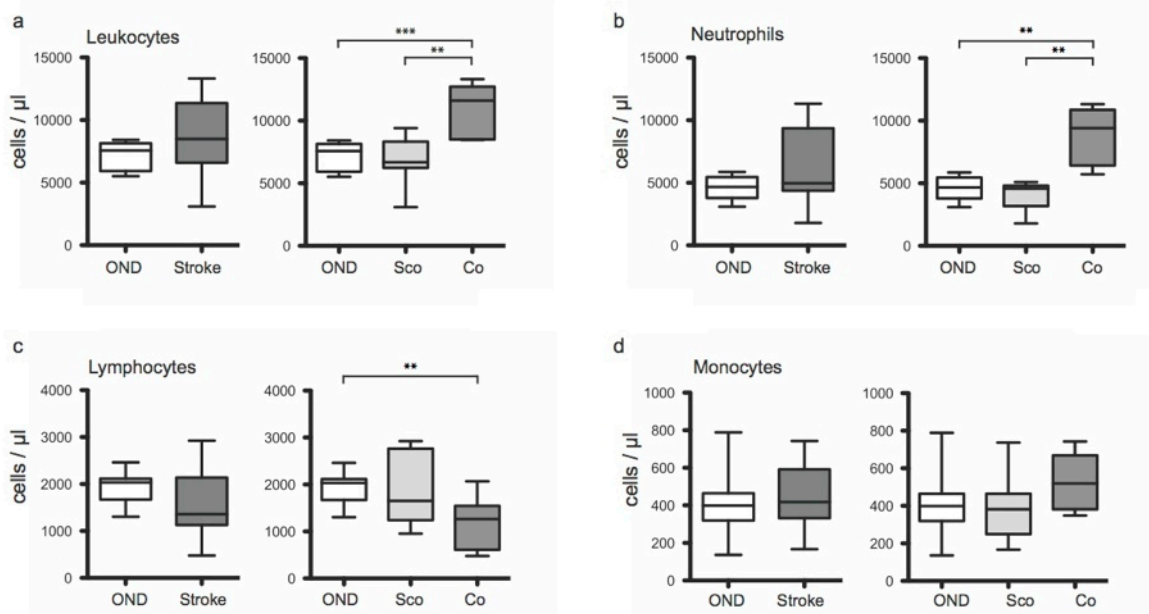 a
Leukocytes
***
**
cells / µl
15000
10000
5000
0
OND Stroke
15000
10000
5000
0
OND Sco Co
b
Neutrophils
**
**
cells / µl
15000
10000
5000
0
OND Stroke
15000
10000
5000
0
OND Sco Co
c
Lymphocytes
**
cells / µl
4000
3000
2000
1000
0
OND Stroke
4000
3000
2000
1000
0
OND Sco Co
d
Monocytes
cells / µl
1000
800
600
400
200
0
OND Stroke
1000
800
600
400
200
0
OND Sco Co